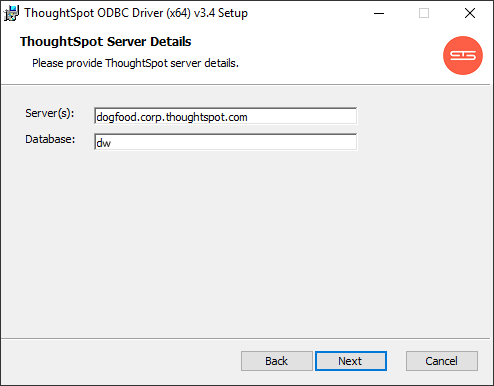 ThoughtSpot ODBC Driver (x64) v3.4 Setup
ThoughtSpot Server Details
Please provide ThoughtSpot server details.
Server(s): dogfood.corp.thoughtspot.com
Database: dw
Back Next Cancel